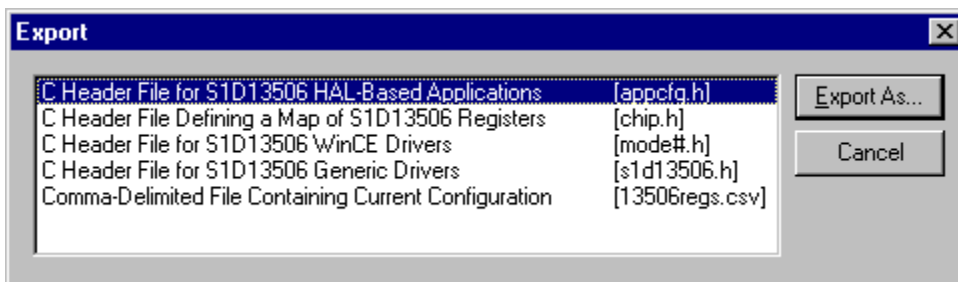 Export
C Header File for S1D13506 HAL-Based Applications [appcfg.h]
C Header File Defining a Map of S1D13506 Registers [chip.h]
C Header File for S1D13506 WinCE Drivers [mode#.h]
C Header File for S1D13506 Generic Drivers [s1d13506.h]
Comma-Delimited File Containing Current Configuration [13506regs.csv]
Export As...
Cancel